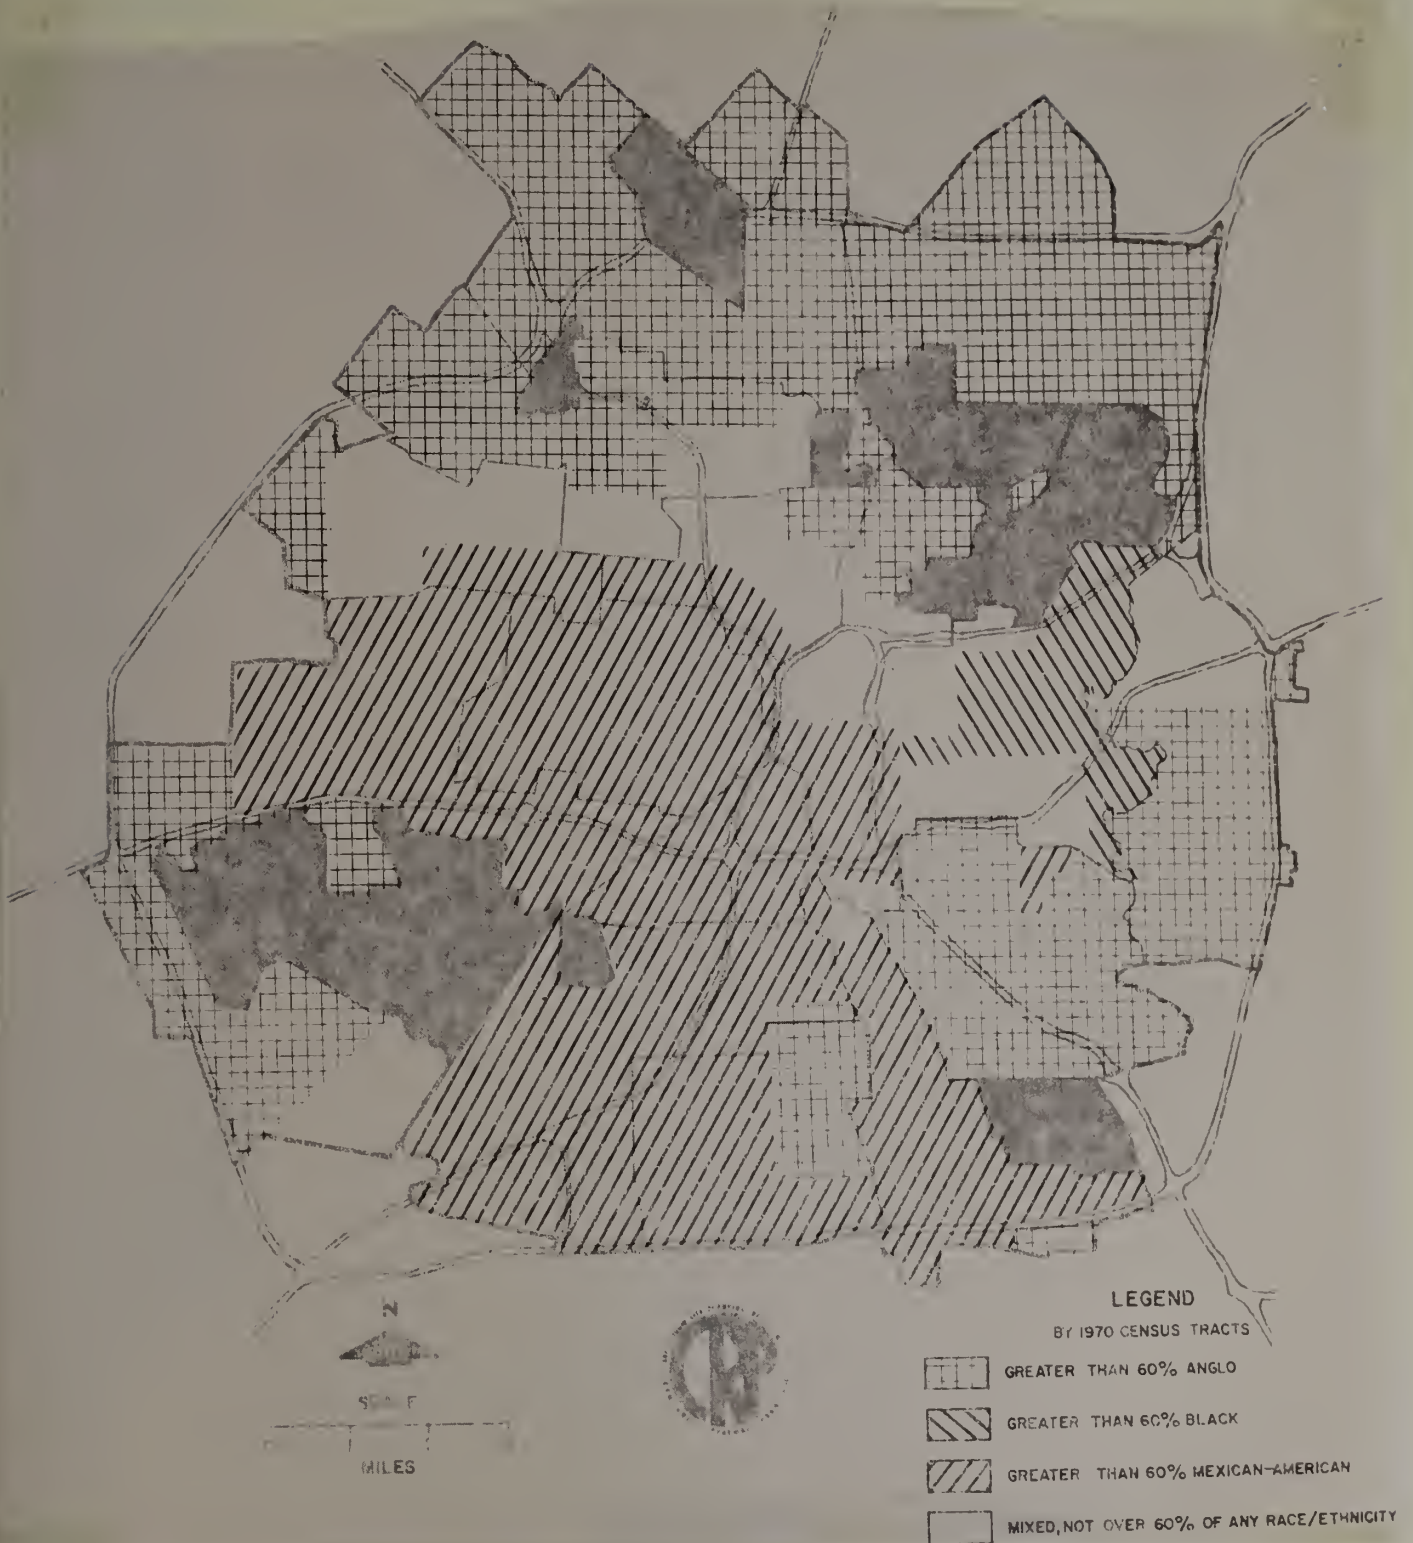 N
SCALE
MILES
LEGEND
BY 1970 CENSUS TRACTS
GREATER THAN 60% ANGLO
GREATER THAN 60% BLACK
GREATER THAN 60% MEXICAN-AMERICAN
MIXED, NOT OVER 60% OF ANY RACE/ETHNICITY